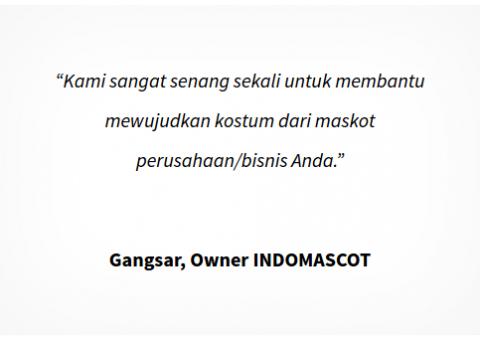 “Kami sangat senang sekali untuk membantu
mewujudkan kostum dari maskot
perusahaan/bisnis Anda.”
Gangsar, Owner INDOMASCOT